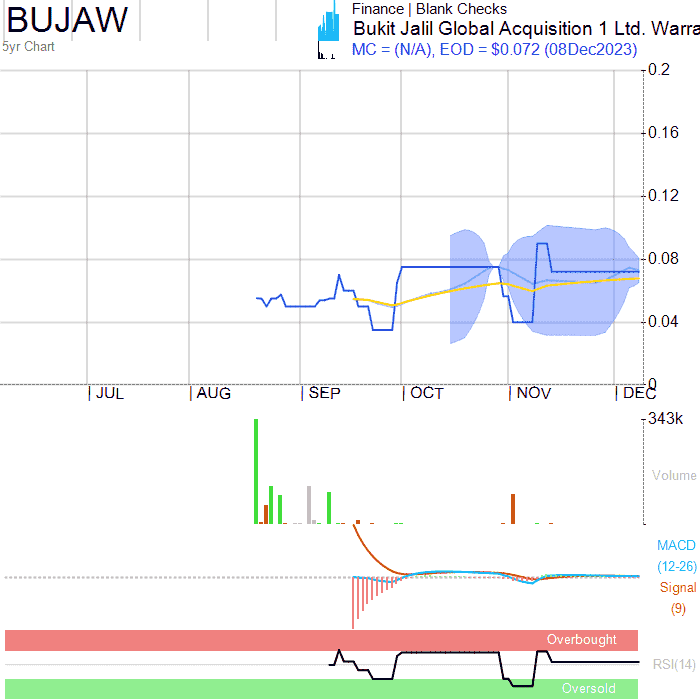 BUJAW
5yr Chart
Finance | Blank Checks
Bukit Jalil Global Acquisition 1 Ltd. Warra
MC = (N/A), EOD = $0.072 (08Dec2023)
0.2
0.16
0.12
0.08
0.04
0
JUL AUG SEP OCT NOV DEC
343k
Volume
MACD
(12-26)
Signal
(9)
Overbought
RSI(14)
Oversold